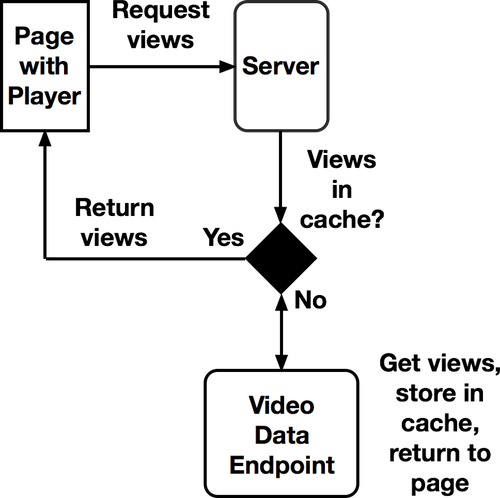 Page
with
Player
Request
views
Server
Views
in
cache?
Return
views
Yes
No
Video
Data
Endpoint
Get views,
store in
cache,
return to
page